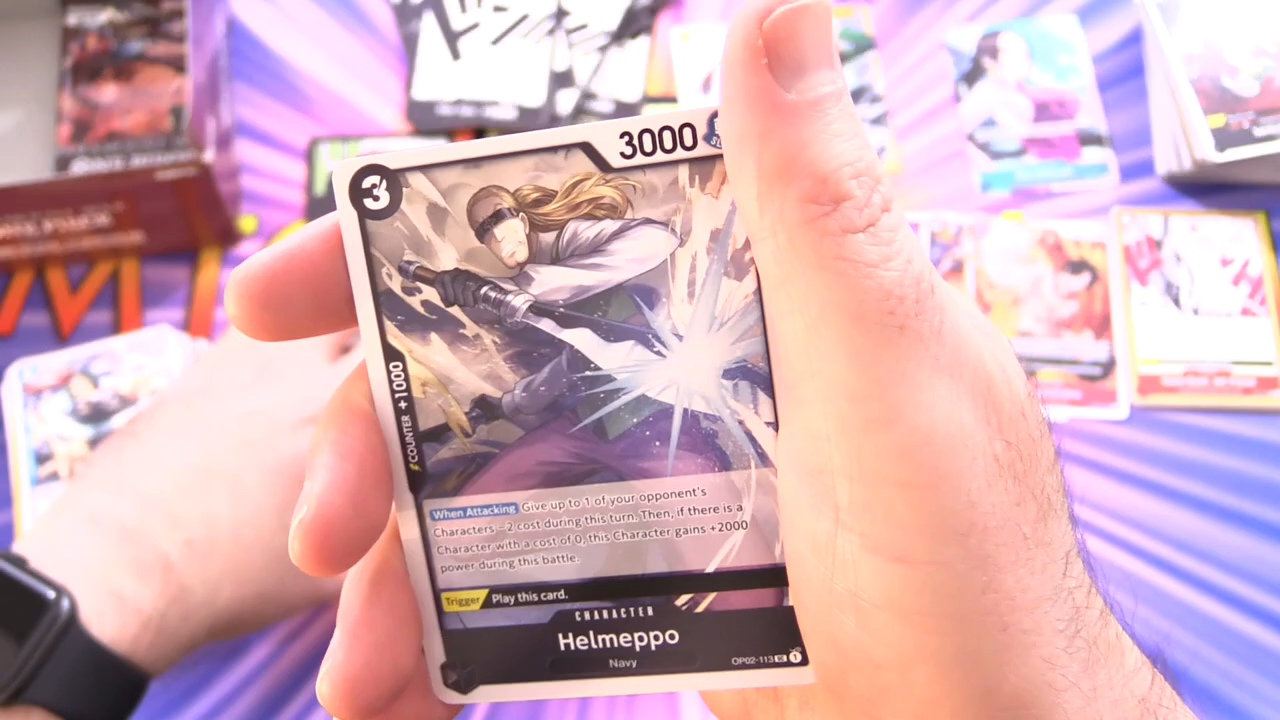 3000
3
COUNTER +1000
When Attacking Give up to 1 of your opponent's
Characters −2 cost during this turn. Then, if there is a
Character with a cost of 0, this Character gains +2000
power during this battle.
Trigger Play this card.
CHARACTER
Helmeppo
Navy
OP02-113 UC 1